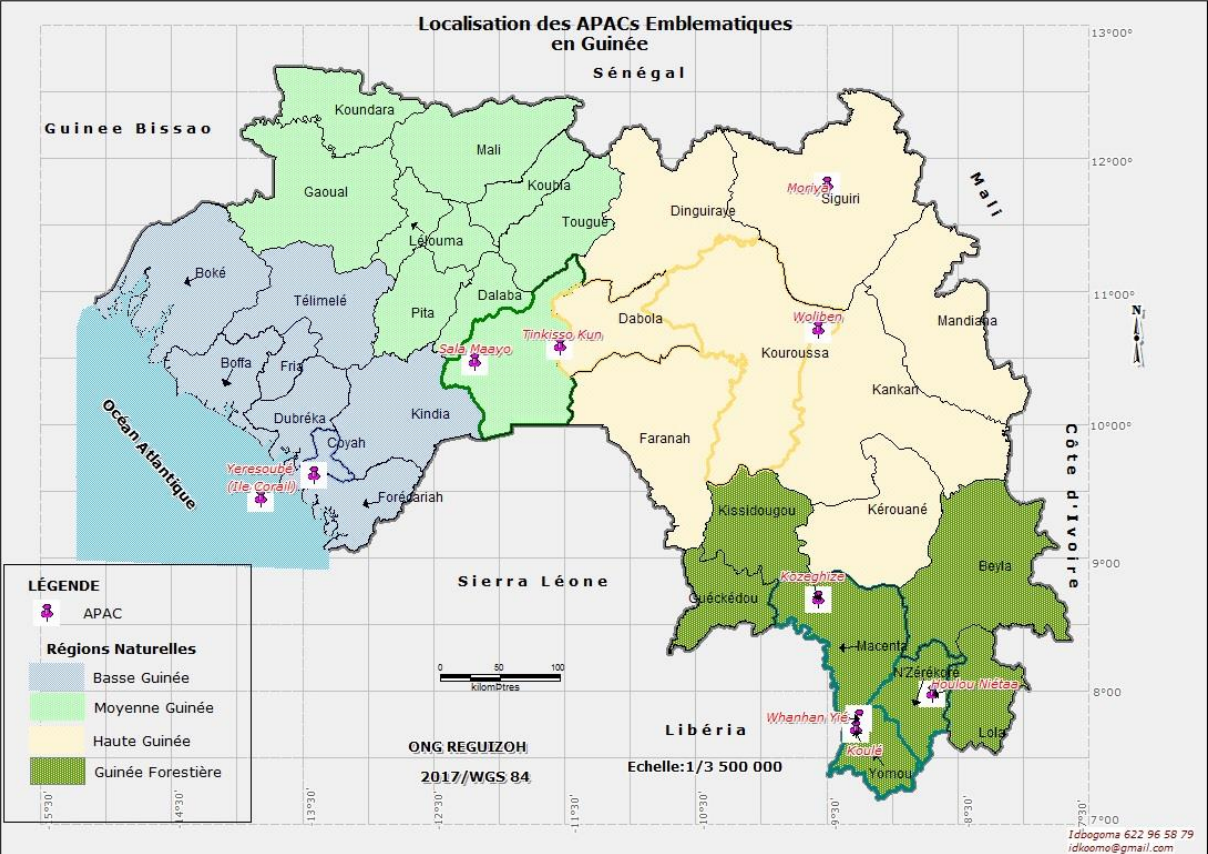 Localisation des APACs Emblematiques
en Guinée
13°00°
Sénégal
Koundara
Guinee Bissao
Mali
12°00°
Koubia
Mali
Gaoual
Moriya
Siguiri
Dinguiraye
Tougué
Lélouma
Boké
Télimelé
Dalaba
11°00°
Pita
Dabola
Woliben
Mandiana
N
Tinkisso Kun
Sala Maayo
Kouroussa
Boffa
Fria
Kankan
Océan Atlantique
Dubréka
Kindia
10°00°
Coyah
Faranah
Côte d'Ivoire
Yeresoubé
(Ile Corail)
Forécariah
Kissidougou
Kérouané
9°00
Beyla
LÉGENDE
Sierra Léone
Kozeghize
APAC
Guéckédou
Régions Naturelles
Macenta
0 50 100
kilomÞtres
Basse Guinée
N'Zérékoré
Houlou Niétaa
8°00
Moyenne Guinée
Whanhan Yié
Libéria
Lola
Haute Guinée
ONG REGUIZOH
Koulé
Echelle:1/3 500 000
Guinée Forestière
2017/WGS 84
Yomou
-15°30'
-14°30'
-13°30'
-12°30'
-11°30'
-10°30'
-9°30'
-8°30'
-7°30'
7°00
Idbogoma 622 96 58 79
idkoomo@gmail.com